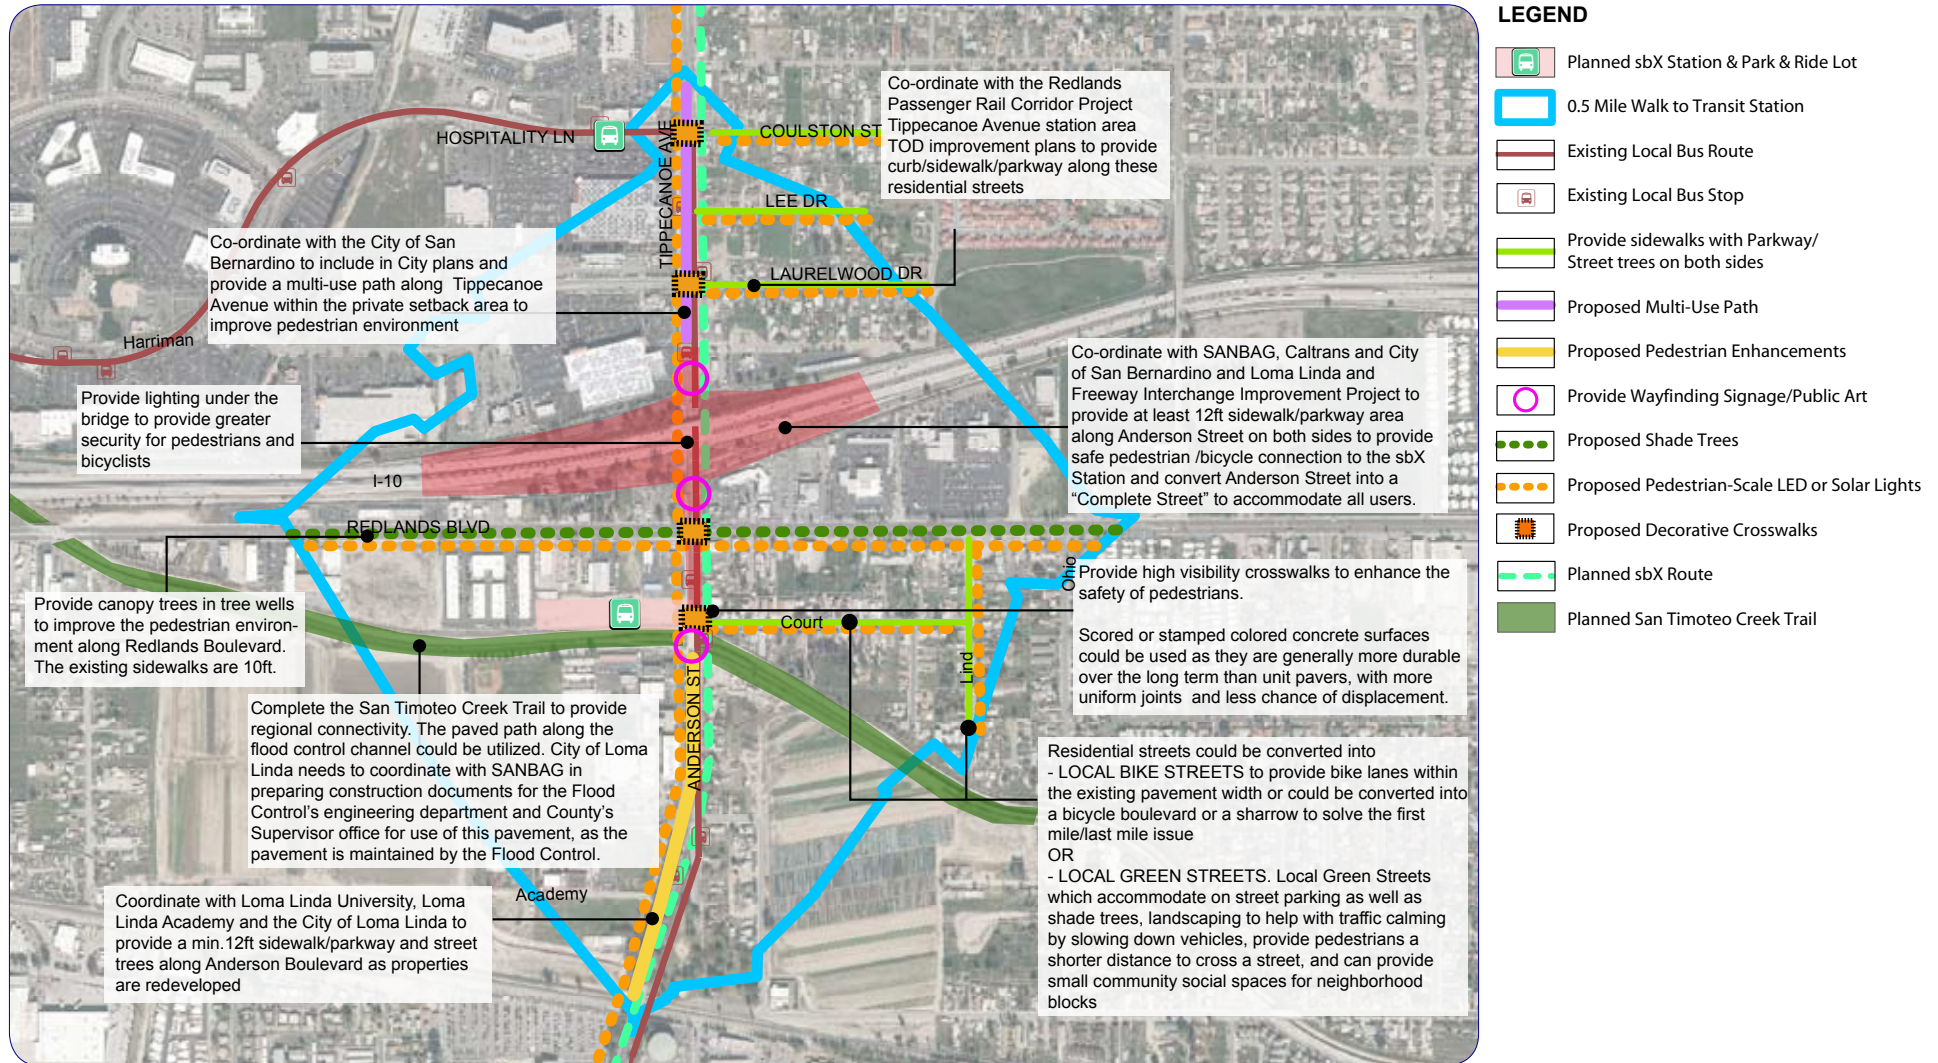 LEGEND
Planned sbX Station & Park & Ride Lot
0.5 Mile Walk to Transit Station
Existing Local Bus Route
Existing Local Bus Stop
Provide sidewalks with Parkway/
Street trees on both sides
Proposed Multi-Use Path
Proposed Pedestrian Enhancements
Provide Wayfinding Signage/Public Art
Proposed Shade Trees
Proposed Pedestrian-Scale LED or Solar Lights
Proposed Decorative Crosswalks
Planned sbX Route
Planned San Timoteo Creek Trail
Co-ordinate with the Redlands
Passenger Rail Corridor Project
Tippecanoe Avenue station area
TOD improvement plans to provide
curb/sidewalk/parkway along these
residential streets
HOSPITALITY LN
COULSTON ST
TIPPECANOE AVE
LEE DR
LAURELWOOD DR
Co-ordinate with the City of San
Bernardino to include in City plans and
provide a multi-use path along Tippecanoe
Avenue within the private setback area to
improve pedestrian environment
Harriman
Co-ordinate with SANBAG, Caltrans and City
of San Bernardino and Loma Linda and
Freeway Interchange Improvement Project to
provide at least 12ft sidewalk/parkway area
along Anderson Street on both sides to provide
safe pedestrian /bicycle connection to the sbX
Station and convert Anderson Street into a
“Complete Street” to accommodate all users.
Provide lighting under the
bridge to provide greater
security for pedestrians and
bicyclists
I-10
REDLANDS BLVD
Ohio
Provide high visibility crosswalks to enhance the
safety of pedestrians.
Scored or stamped colored concrete surfaces
could be used as they are generally more durable
over the long term than unit pavers, with more
uniform joints and less chance of displacement.
Provide canopy trees in tree wells
to improve the pedestrian environ-
ment along Redlands Boulevard.
The existing sidewalks are 10ft.
Court
Lind
ANDERSON ST
Complete the San Timoteo Creek Trail to provide
regional connectivity. The paved path along the
flood control channel could be utilized. City of Loma
Linda needs to coordinate with SANBAG in
preparing construction documents for the Flood
Control’s engineering department and County’s
Supervisor office for use of this pavement, as the
pavement is maintained by the Flood Control.
Residential streets could be converted into
- LOCAL BIKE STREETS to provide bike lanes within
the existing pavement width or could be converted into
a bicycle boulevard or a sharrow to solve the first
mile/last mile issue
OR
- LOCAL GREEN STREETS. Local Green Streets
which accommodate on street parking as well as
shade trees, landscaping to help with traffic calming
by slowing down vehicles, provide pedestrians a
shorter distance to cross a street, and can provide
small community social spaces for neighborhood
blocks
Academy
Coordinate with Loma Linda University, Loma
Linda Academy and the City of Loma Linda to
provide a min.12ft sidewalk/parkway and street
trees along Anderson Boulevard as properties
are redeveloped